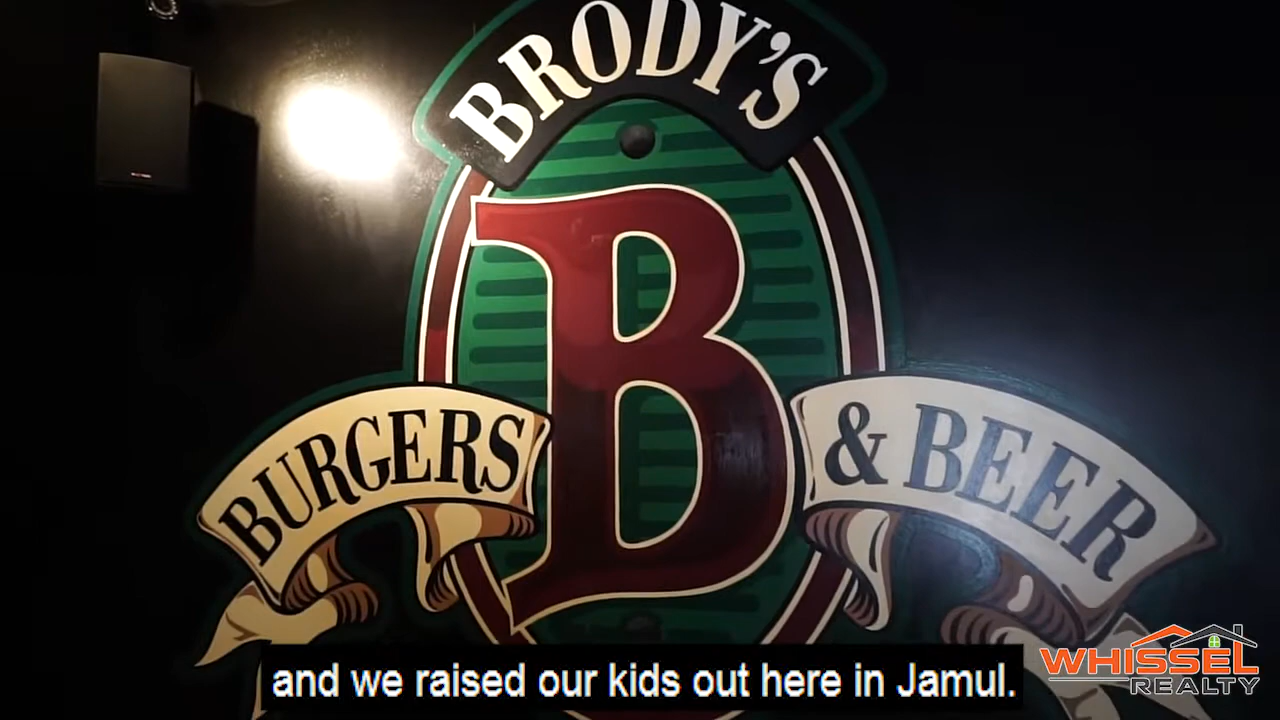 BRODY'S
B
BURGERS
& BEER
and we raised our kids out here in Jamul.
WHISSEL
REALTY